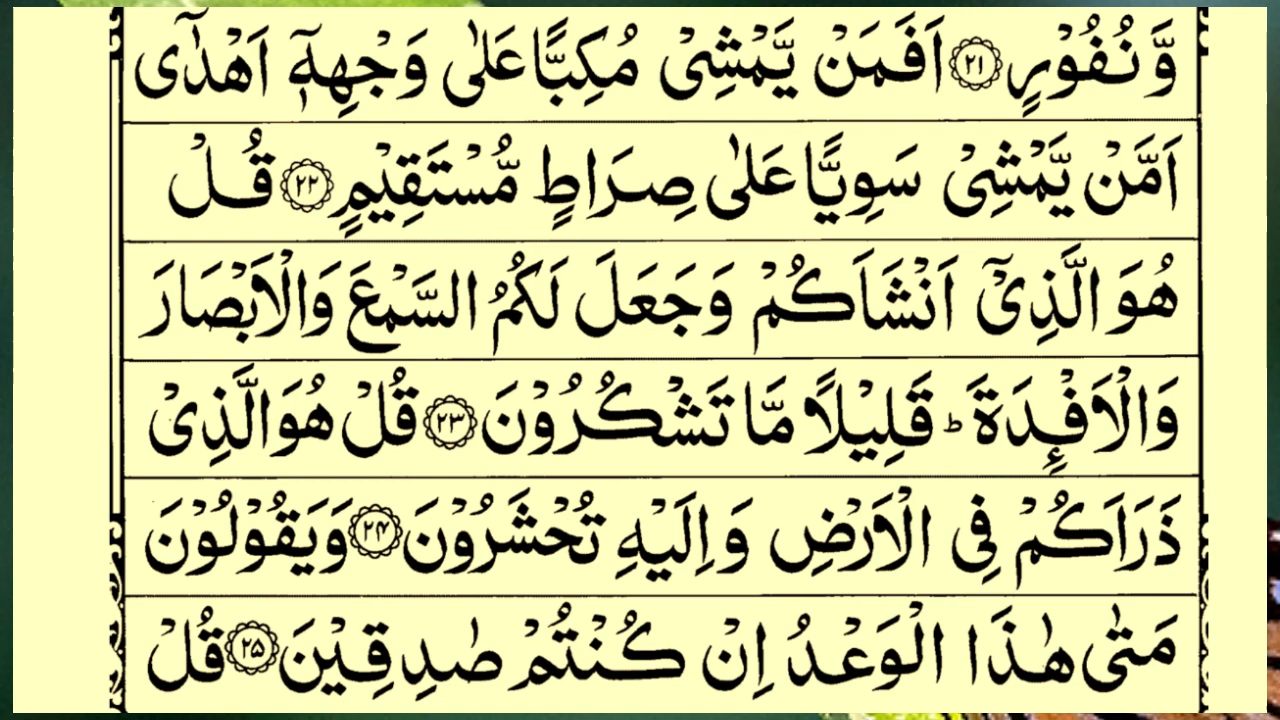 وَّ نُفُوْرٍ ﴿۲۱﴾ اَفَمَنْ يَّمْشِىْ مُكِبًّا عَلٰى وَجْهِهٖۤ اَهْدٰٓى
اَمَّنْ يَّمْشِىْ سَوِيًّا عَلٰى صِرَاطٍ مُّسْتَقِيْمٍ ﴿۲۲﴾ قُلْ
هُوَ الَّذِىْۤ اَنْشَاَكُمْ وَجَعَلَ لَكُمُ السَّمْعَ وَالْاَبْصَارَ
وَالْاَفْـِٕدَةَ ؕ قَلِيْلًا مَّا تَشْكُرُوْنَ ﴿۲۳﴾ قُلْ هُوَ الَّذِىْ
ذَرَاَكُمْ فِى الْاَرْضِ وَاِلَيْهِ تُحْشَرُوْنَ ﴿۲۴﴾ وَيَقُوْلُوْنَ
مَتٰى هٰذَا الْوَعْدُ اِنْ كُنْتُمْ صٰدِقِيْنَ ﴿۲۵﴾ قُلْ